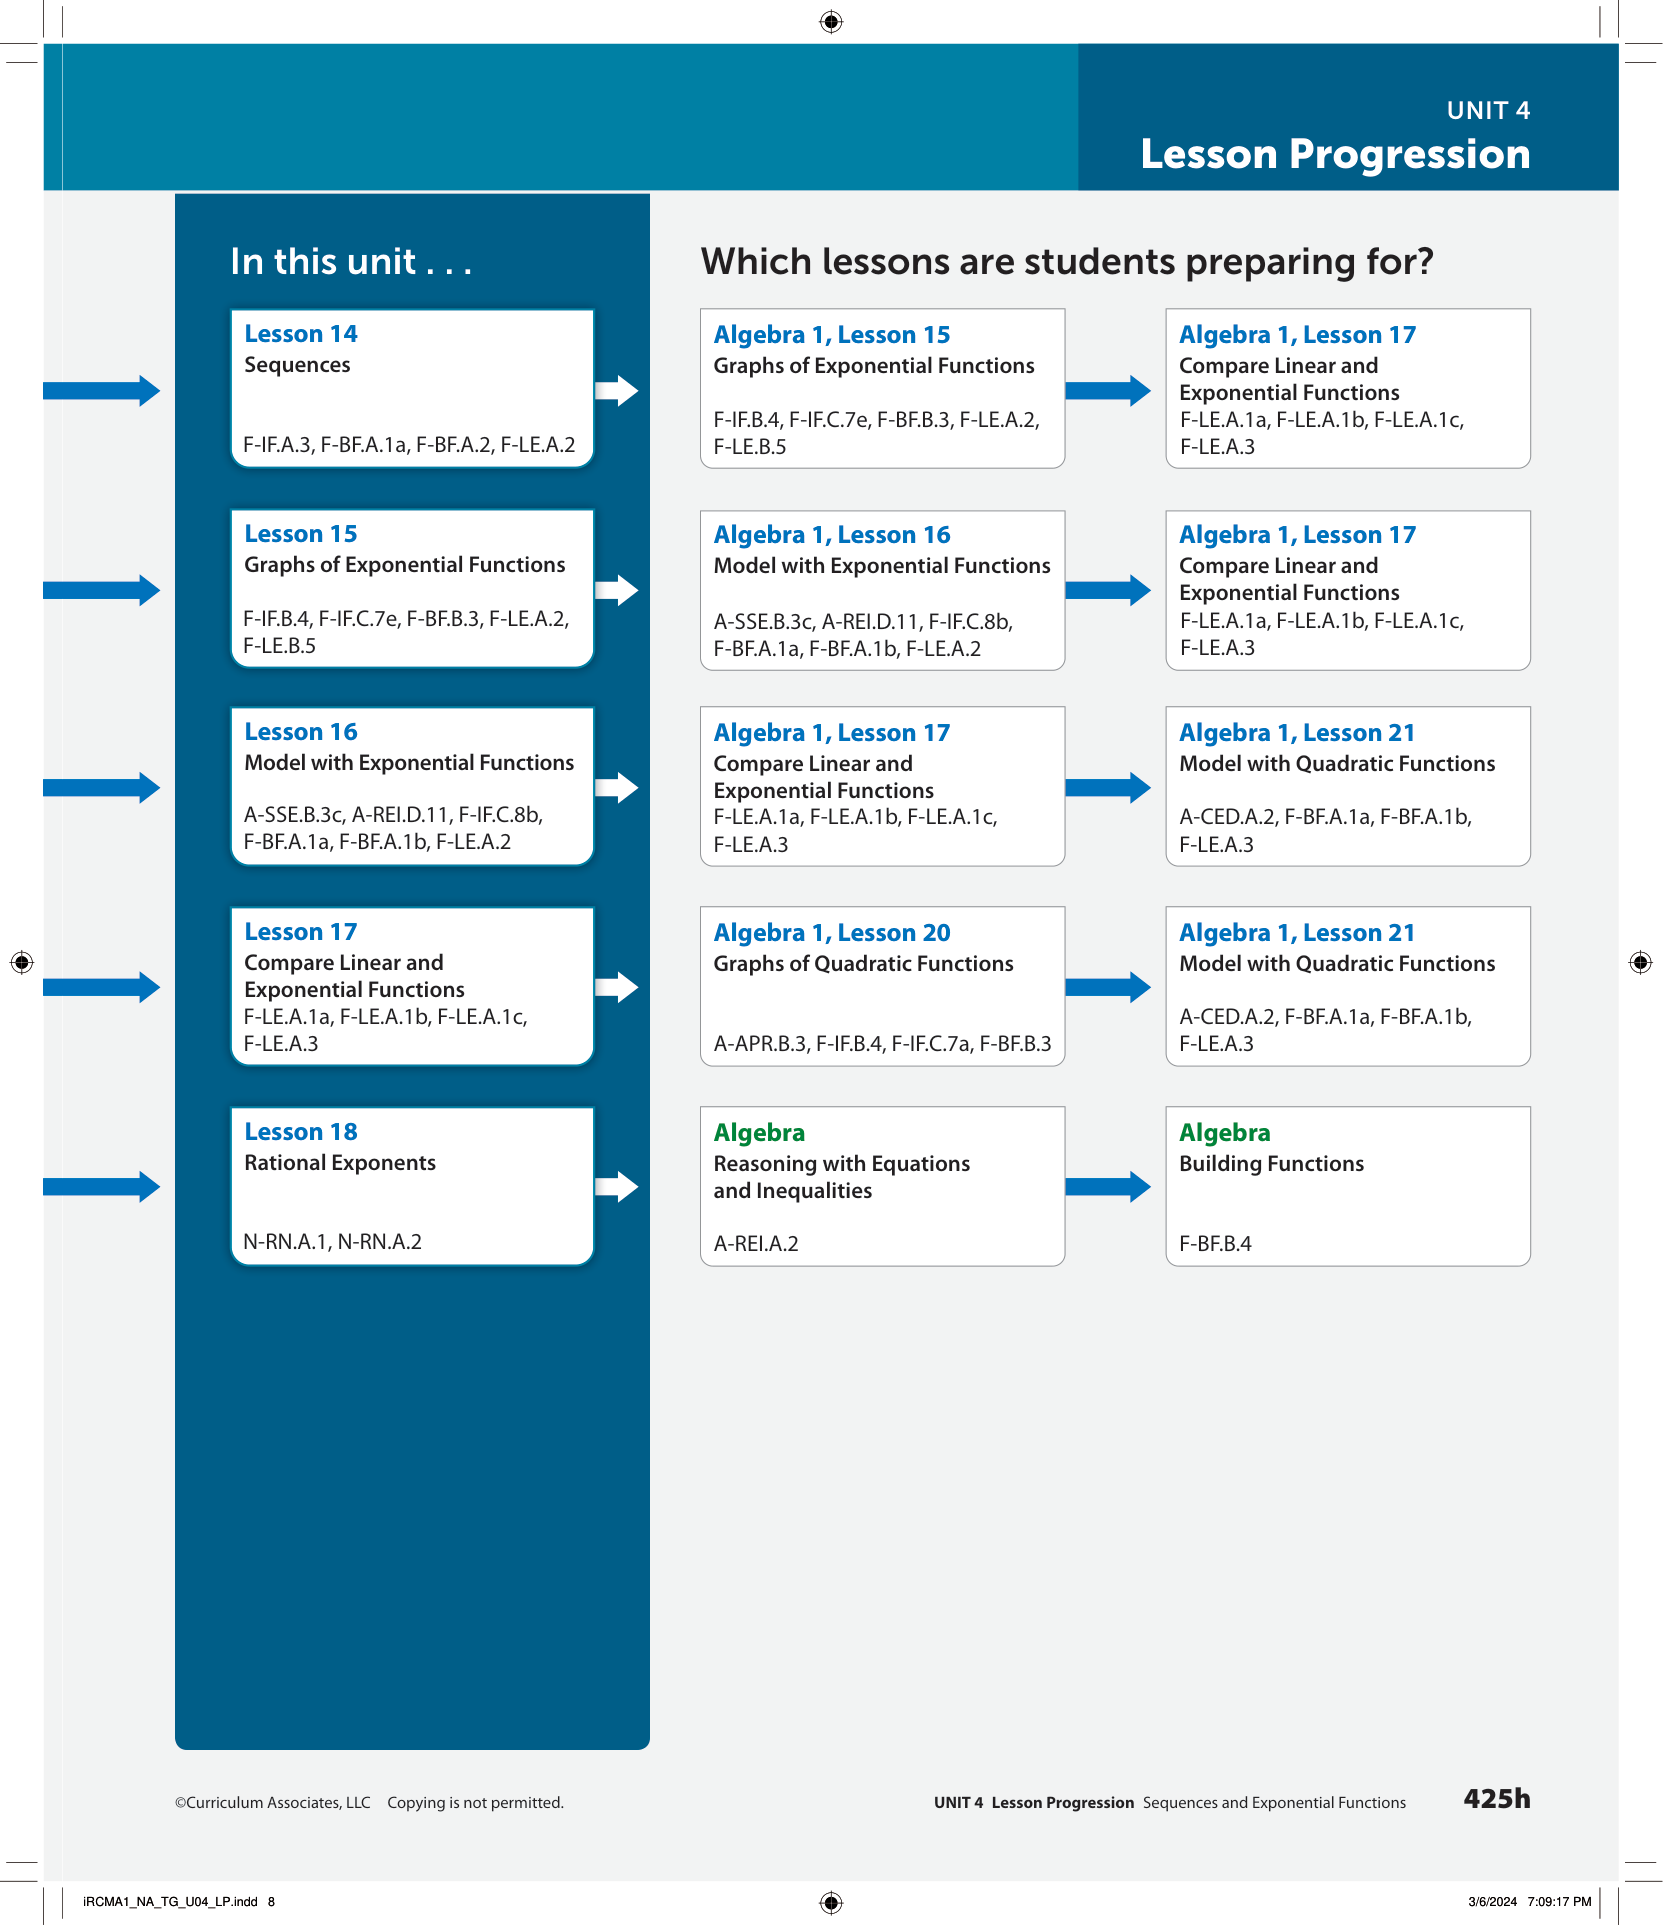 UNIT 4
Lesson Progression
In this unit . . .
Which lessons are students preparing for?
Lesson 14
Sequences
F-IF.A.3, F-BF.A.1a, F-BF.A.2, F-LE.A.2
Algebra 1, Lesson 15
Graphs of Exponential Functions
F-IF.B.4, F-IF.C.7e, F-BF.B.3, F-LE.A.2,
F-LE.B.5
Algebra 1, Lesson 17
Compare Linear and
Exponential Functions
F-LE.A.1a, F-LE.A.1b, F-LE.A.1c,
F-LE.A.3
Lesson 15
Graphs of Exponential Functions
F-IF.B.4, F-IF.C.7e, F-BF.B.3, F-LE.A.2,
F-LE.B.5
Algebra 1, Lesson 16
Model with Exponential Functions
A-SSE.B.3c, A-REI.D.11, F-IF.C.8b,
F-BF.A.1a, F-BF.A.1b, F-LE.A.2
Algebra 1, Lesson 17
Compare Linear and
Exponential Functions
F-LE.A.1a, F-LE.A.1b, F-LE.A.1c,
F-LE.A.3
Lesson 16
Model with Exponential Functions
A-SSE.B.3c, A-REI.D.11, F-IF.C.8b,
F-BF.A.1a, F-BF.A.1b, F-LE.A.2
Algebra 1, Lesson 17
Compare Linear and
Exponential Functions
F-LE.A.1a, F-LE.A.1b, F-LE.A.1c,
F-LE.A.3
Algebra 1, Lesson 21
Model with Quadratic Functions
A-CED.A.2, F-BF.A.1a, F-BF.A.1b,
F-LE.A.3
Lesson 17
Compare Linear and
Exponential Functions
F-LE.A.1a, F-LE.A.1b, F-LE.A.1c,
F-LE.A.3
Algebra 1, Lesson 20
Graphs of Quadratic Functions
A-APR.B.3, F-IF.B.4, F-IF.C.7a, F-BF.B.3
Algebra 1, Lesson 21
Model with Quadratic Functions
A-CED.A.2, F-BF.A.1a, F-BF.A.1b,
F-LE.A.3
Lesson 18
Rational Exponents
N-RN.A.1, N-RN.A.2
Algebra
Reasoning with Equations
and Inequalities
A-REI.A.2
Algebra
Building Functions
F-BF.B.4
©Curriculum Associates, LLC Copying is not permitted.
UNIT 4 Lesson Progression Sequences and Exponential Functions 425h
iRCMA1_NA_TG_U04_LP.indd 8
3/6/2024 7:09:17 PM